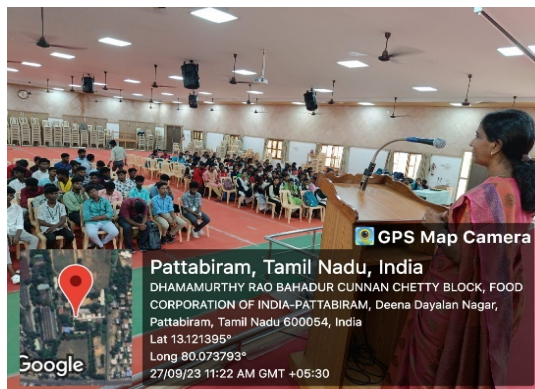 GPS Map Camera
Pattabiram, Tamil Nadu, India
DHAMAMURTHY RAO BAHADUR CUNNAN CHETTY BLOCK, FOOD
CORPORATION OF INDIA-PATTABIRAM, Deena Dayalan Nagar,
Pattabiram, Tamil Nadu 600054, India
Lat 13.121395°
Long 80.073793°
27/09/23 11:22 AM GMT +05:30
Google